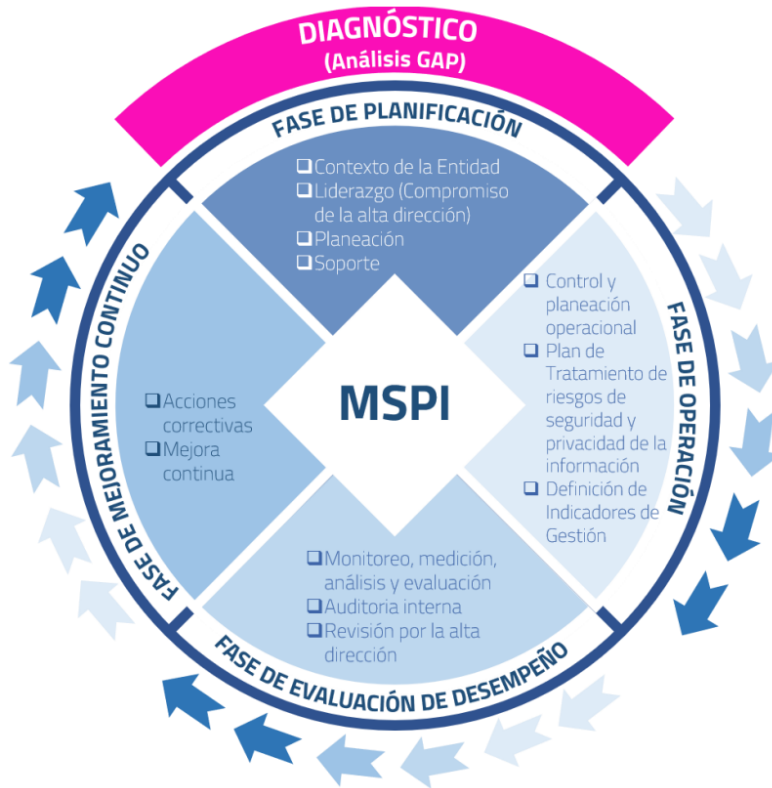 DIAGNÓSTICO
(Análisis GAP)
FASE DE PLANIFICACIÓN
❑Contexto de la Entidad
❑Liderazgo (Compromiso
de la alta dirección)
❑Planeación
❑Soporte
FASE DE OPERACIÓN
❑ Control y
planeación
operacional
❑ Plan de
Tratamiento de
riesgos de
seguridad y
privacidad de la
información
❑ Definición de
Indicadores de
Gestión
MSPI
FASE DE EVALUACIÓN DE DESEMPEÑO
❑Monitoreo, medición,
análisis y evaluación
❑Auditoria interna
❑Revisión por la alta
dirección
FASE DE MEJORAMIENTO CONTINUO
❑Acciones
correctivas
❑Mejora
continua